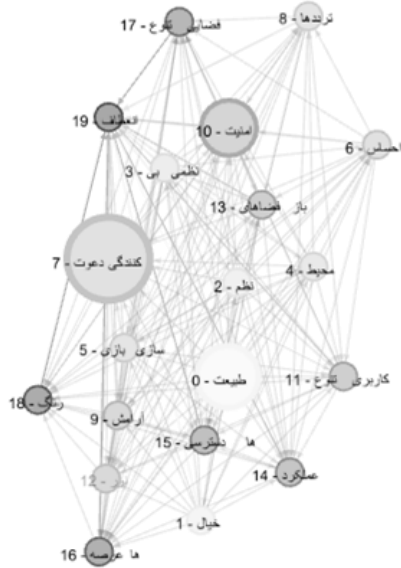 17 - تنوع فضایی
8 - ترندها
19 - انعطاف
10 - امنیت
6 - احساس
3 - بی نظمی
13 - فضاهای باز
7 - دعوت کنندگی
4 - محیط
2 - نظم
5 - بازی سازی
0 - طبیعت
11 - تنوع کاربری
18 - رنگ
9 - آرامش
15 - دسترسی ها
14 - عملکرد
12 -
1 - خیال
16 - عرصه ها